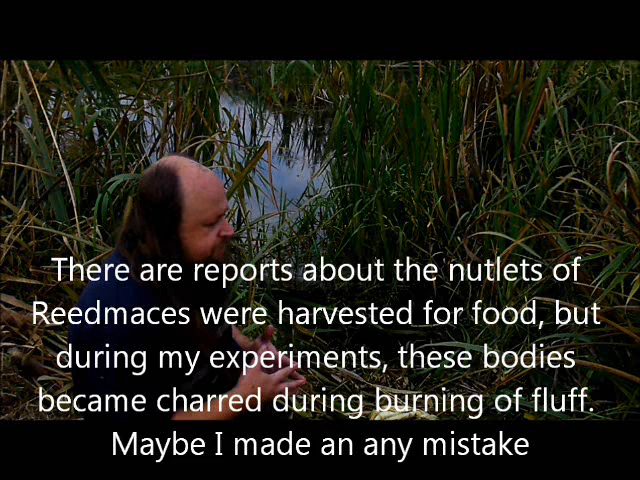 There are reports about the nutlets of
Reedmaces were harvested for food, but
during my experiments, these bodies
became charred during burning of fluff.
Maybe I made an any mistake